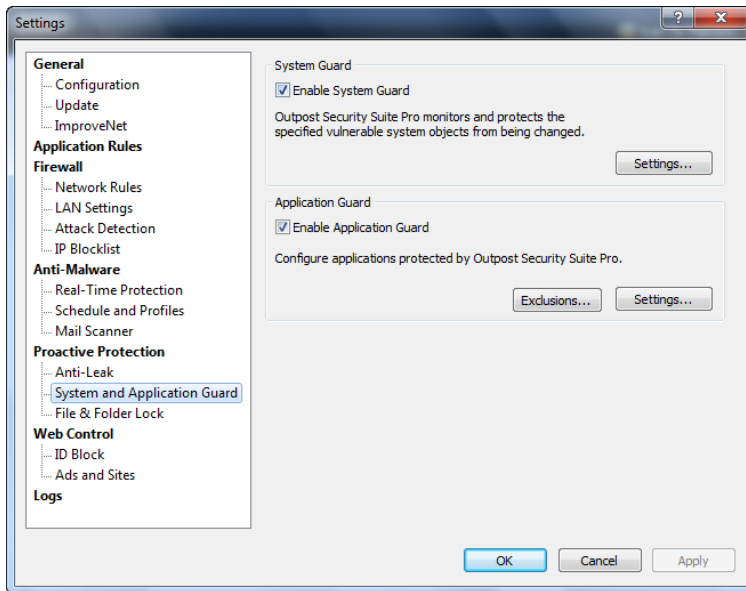 Settings
General
Configuration
Update
ImproveNet
Application Rules
Firewall
Network Rules
LAN Settings
Attack Detection
IP Blocklist
Anti-Malware
Real-Time Protection
Schedule and Profiles
Mail Scanner
Proactive Protection
Anti-Leak
System and Application Guard
File & Folder Lock
Web Control
ID Block
Ads and Sites
Logs
System Guard
Enable System Guard
Outpost Security Suite Pro monitors and protects the
specified vulnerable system objects from being changed.
Settings...
Application Guard
Enable Application Guard
Configure applications protected by Outpost Security Suite Pro.
Exclusions... Settings...
OK Cancel Apply